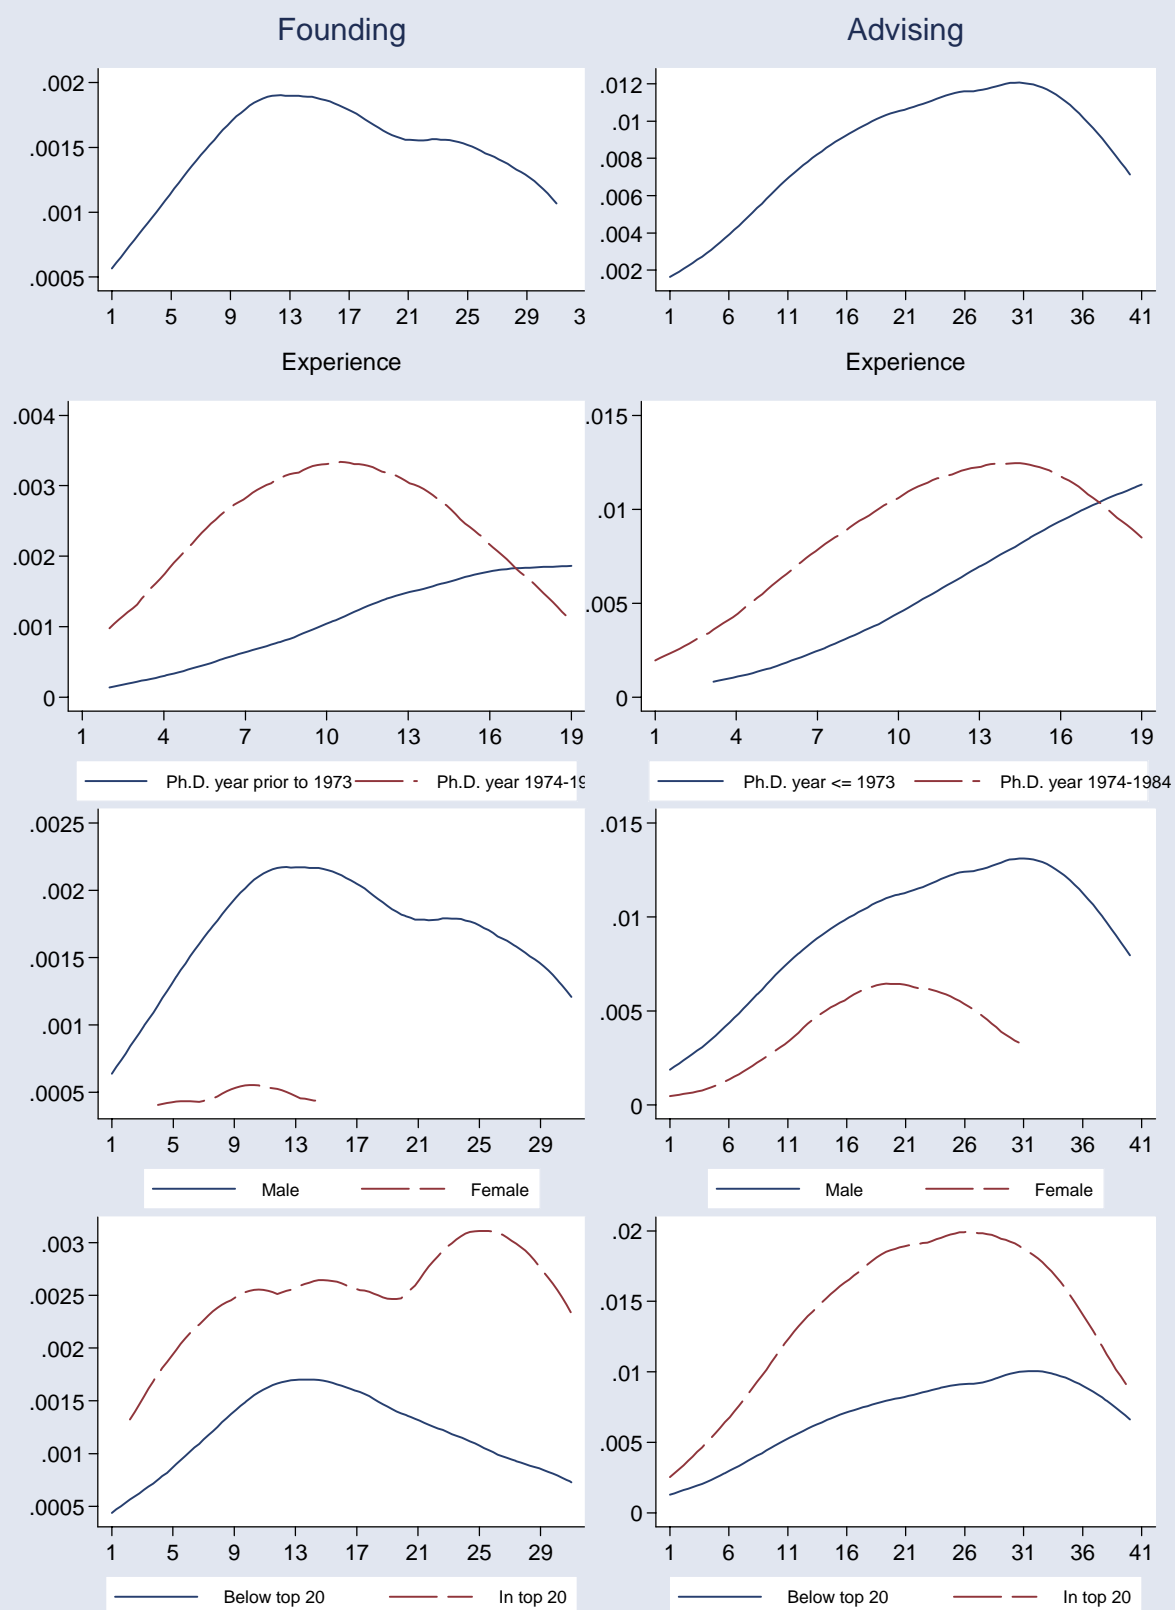 Founding
Advising
.002
.0015
.001
.0005
1 5 9 13 17 21 25 29 3
Experience
.012
.01
.008
.006
.004
.002
1 6 11 16 21 26 31 36 41
Experience
.004
.003
.002
.001
0
1 4 7 10 13 16 19
Ph.D. year prior to 1973 Ph.D. year 1974-19
.015
.01
.005
0
1 4 7 10 13 16 19
Ph.D. year <= 1973 Ph.D. year 1974-1984
.0025
.002
.0015
.001
.0005
1 5 9 13 17 21 25 29
Male Female
.015
.01
.005
0
1 6 11 16 21 26 31 36 41
Male Female
.003
.0025
.002
.0015
.001
.0005
1 5 9 13 17 21 25 29
Below top 20 In top 20
.02
.015
.01
.005
0
1 6 11 16 21 26 31 36 41
Below top 20 In top 20